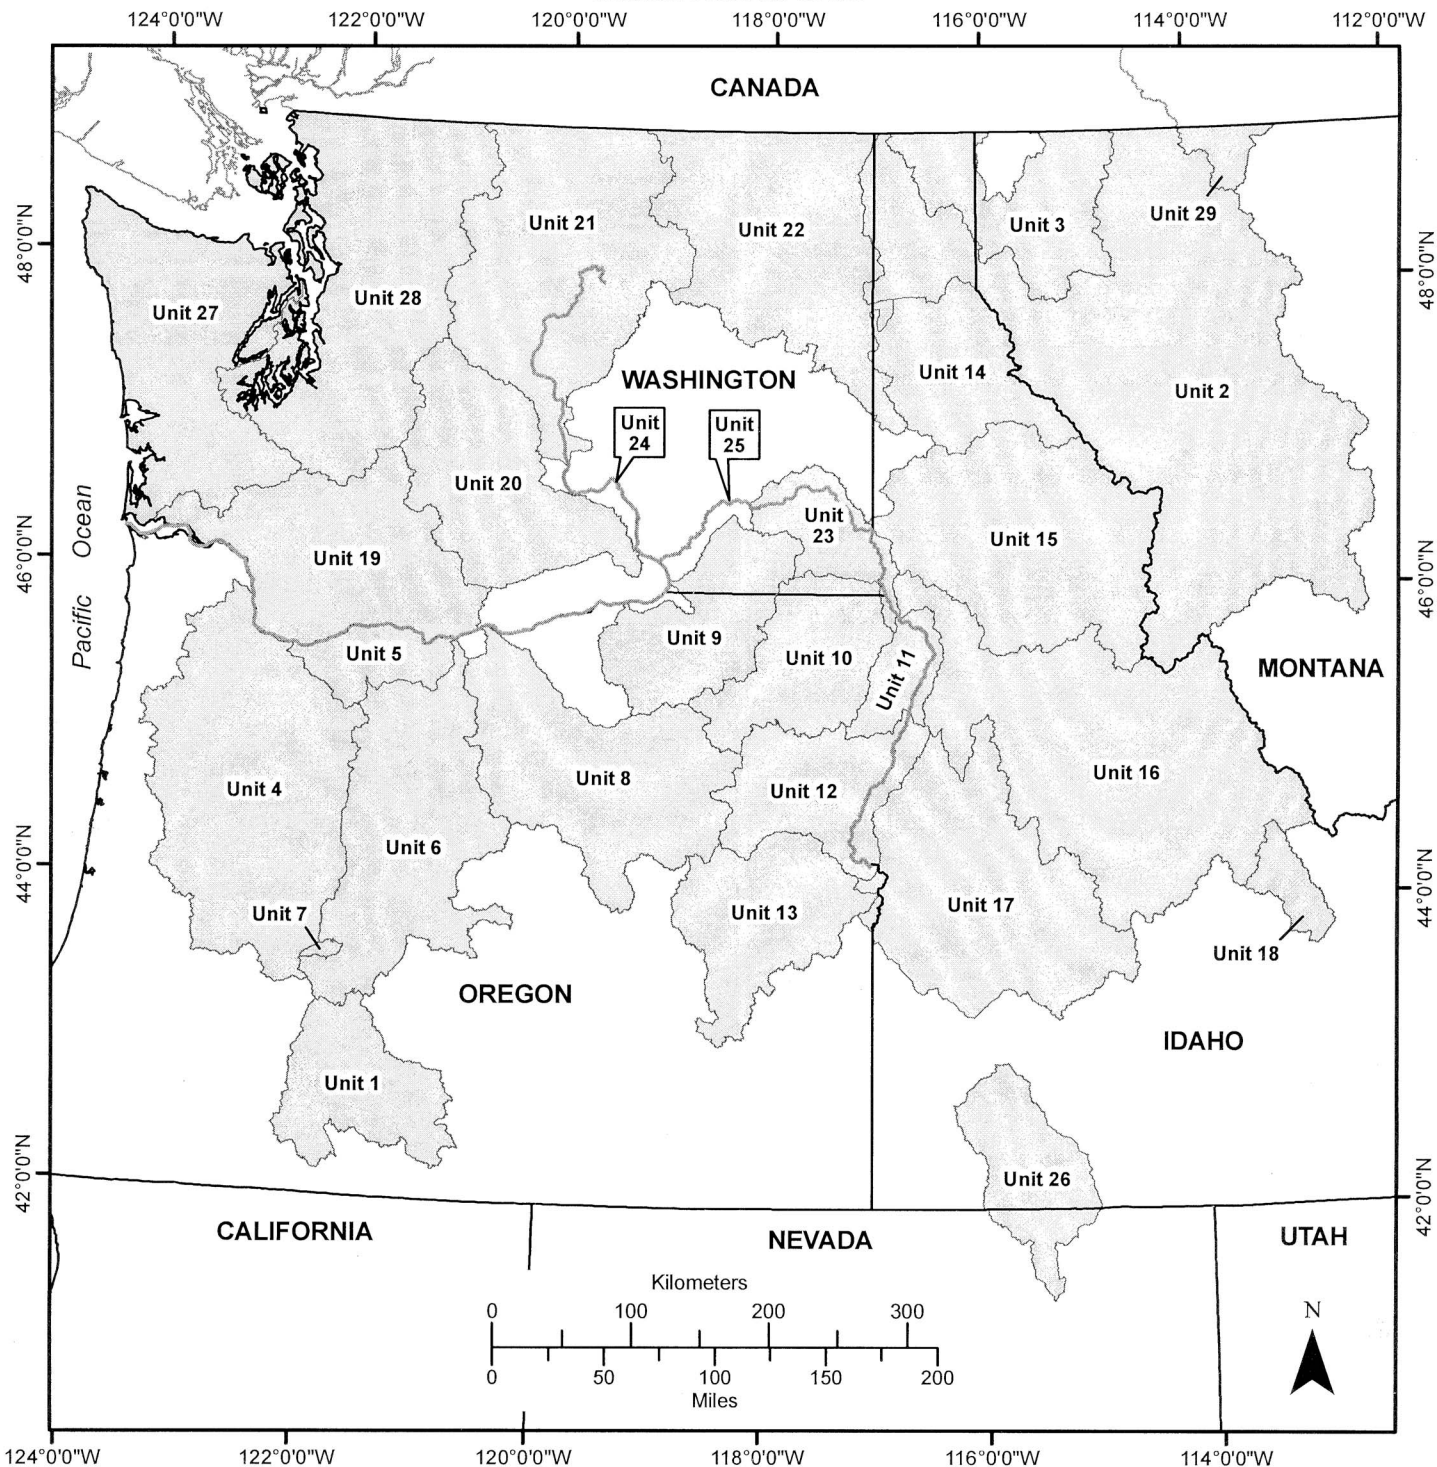 124°0'0"W 122°0'0"W 120°0'0"W 118°0'0"W 116°0'0"W 114°0'0"W 112°0'0"W
CANADA
48°0'0"N
48°0'0"N
Unit 21
Unit 22
Unit 3
Unit 29
Unit 27
Unit 28
WASHINGTON
Unit 14
Unit 2
Unit
24
Unit
25
Unit 20
Unit
23
Unit 15
Unit 19
Pacific Ocean
46°0'0"N
46°0'0"N
Unit 5
Unit 9
Unit 10
Unit 11
MONTANA
Unit 4
Unit 8
Unit 12
Unit 16
Unit 6
44°0'0"N
44°0'0"N
Unit 7
Unit 13
Unit 17
Unit 18
OREGON
IDAHO
Unit 1
Unit 26
42°0'0"N
42°0'0"N
CALIFORNIA
NEVADA
UTAH
Kilometers
0 100 200 300
0 50 100 150 200
Miles
N
124°0'0"W 122°0'0"W 120°0'0"W 118°0'0"W 116°0'0"W 114°0'0"W